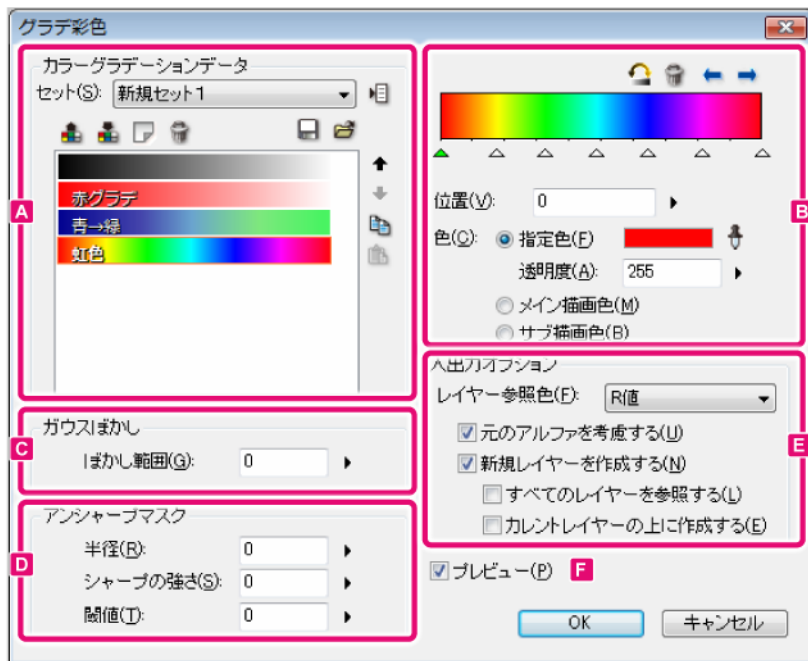 グラデ彩色
カラーグラデーションデータ
セット(S): 新規セット1
赤グラデ
青→緑
虹色
A
位置(V): 0
色(C): 指定色(F)
透明度(A): 255
メイン描画色(M)
サブ描画色(B)
B
ガウスぼかし
ぼかし範囲(G): 0
C
アンシャープマスク
半径(R): 0
シャープの強さ(S): 0
閾値(T): 0
D
入出力オプション
レイヤー参照色(F): R値
元のアルファを考慮する(U)
新規レイヤーを作成する(N)
すべてのレイヤーを参照する(L)
カレントレイヤーの上に作成する(E)
E
プレビュー(P) F
OK キャンセル